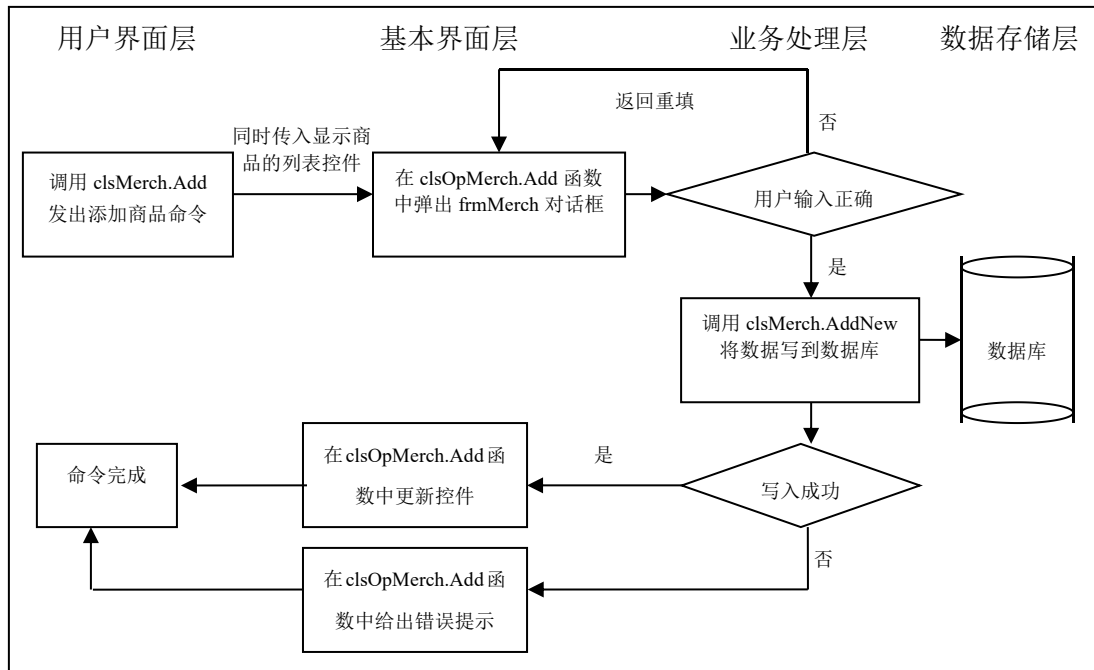 用户界面层
基本界面层
业务处理层
数据存储层
返回重填
否
同时传入显示商
品的列表控件
调用 clsMerch.Add
发出添加商品命令
在 clsOpMerch.Add 函数
中弹出 frmMerch 对话框
用户输入正确
是
调用 clsMerch.AddNew
将数据写到数据库
数据库
命令完成
在 clsOpMerch.Add 函
数中更新控件
是
写入成功
否
在 clsOpMerch.Add 函
数中给出错误提示